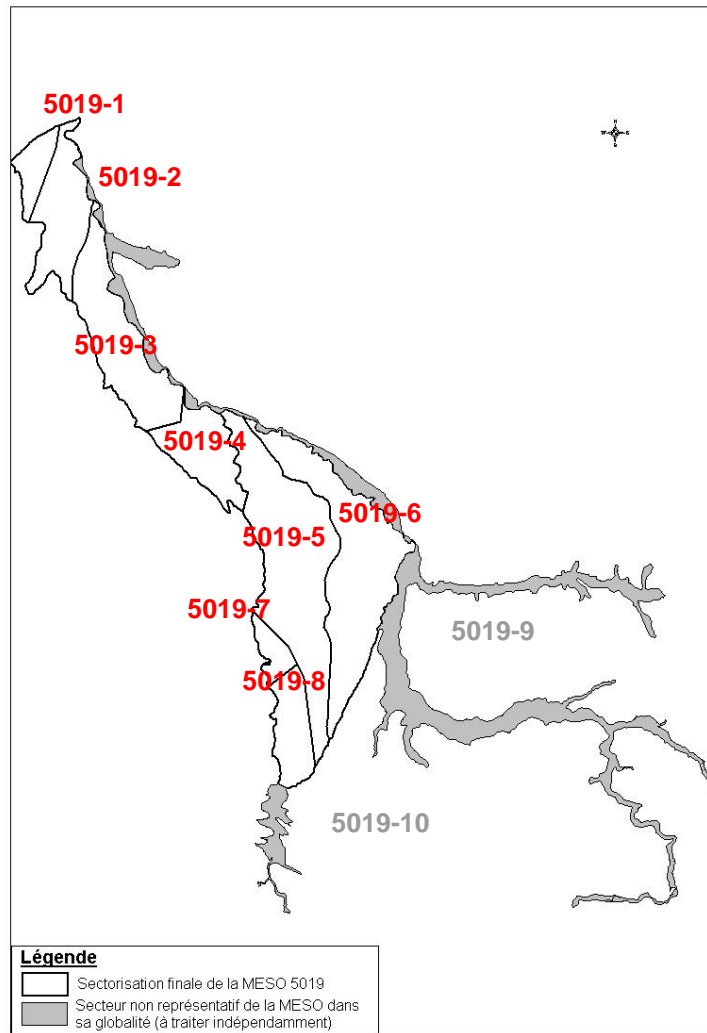 5019-1
5019-2
5019-3
5019-4
5019-5
5019-6
5019-7
5019-8
5019-9
5019-10
Légende
Sectorisation finale de la MESO 5019
Secteur non représentatif de la MESO dans
sa globalité (à traiter indépendamment)